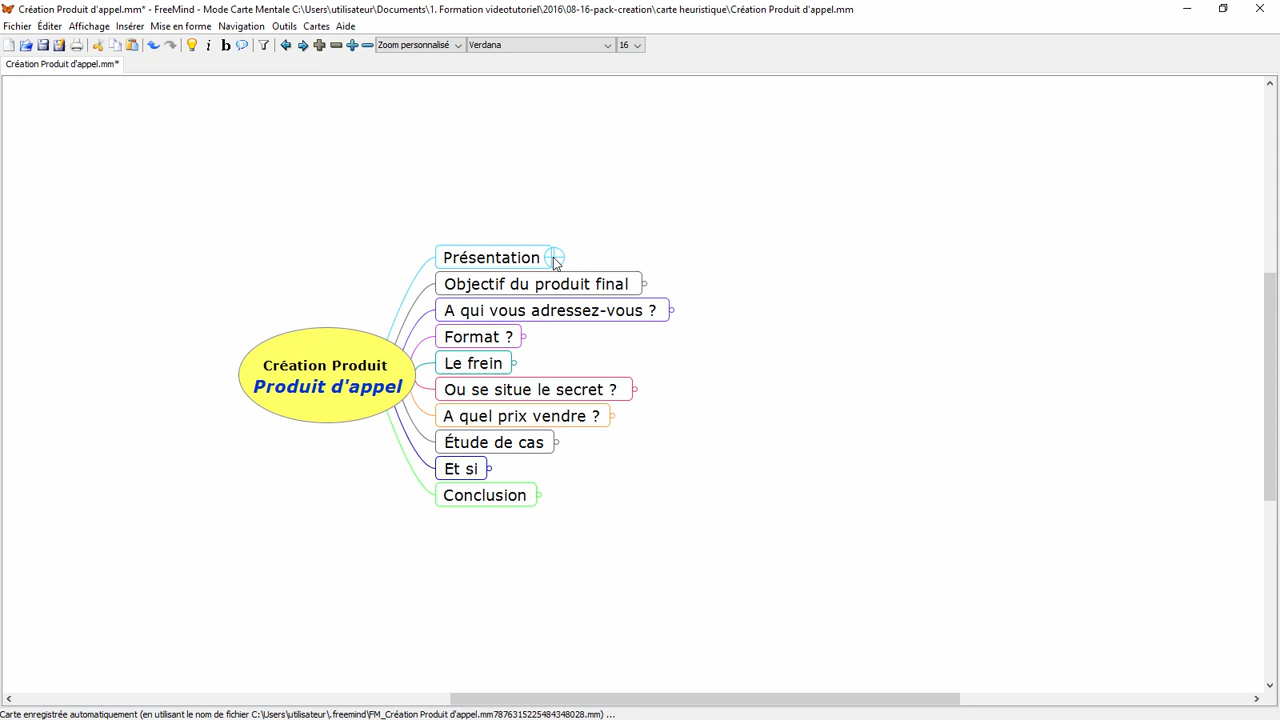 Création Produit d'appel.mm* - FreeMind - Mode Carte Mentale C:\Users\utilisateur\Documents\1. Formation videotutoriel\2016\08-16-pack-creation\carte heuristique\Création Produit d'appel.mm
Fichier Éditer Affichage Insérer Mise en forme Navigation Outils Cartes Aide
Zoom personnalisé Verdana 16
Création Produit d'appel.mm*
Présentation
Objectif du produit final
A qui vous adressez-vous ?
Format ?
Le frein
Ou se situe le secret ?
A quel prix vendre ?
Étude de cas
Et si
Conclusion
Création Produit
Produit d'appel
Carte enregistrée automatiquement (en utilisant le nom de fichier C:\Users\utilisateur\.freemind\FM_Création Produit d'appel.mm7876315225484348028.mm) ...